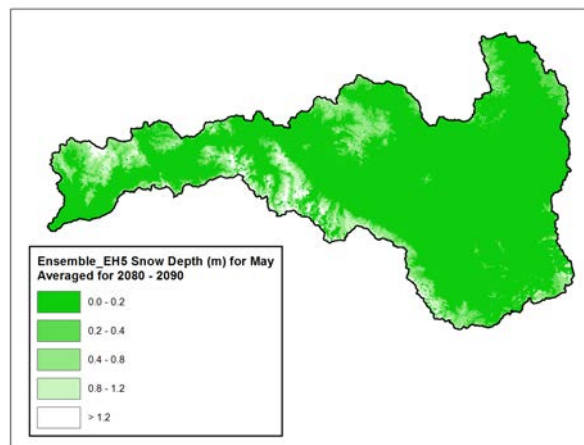 Ensemble_EH5 Snow Depth (m) for May
Averaged for 2080 - 2090
0.0 - 0.2
0.2 - 0.4
0.4 - 0.8
0.8 - 1.2
> 1.2